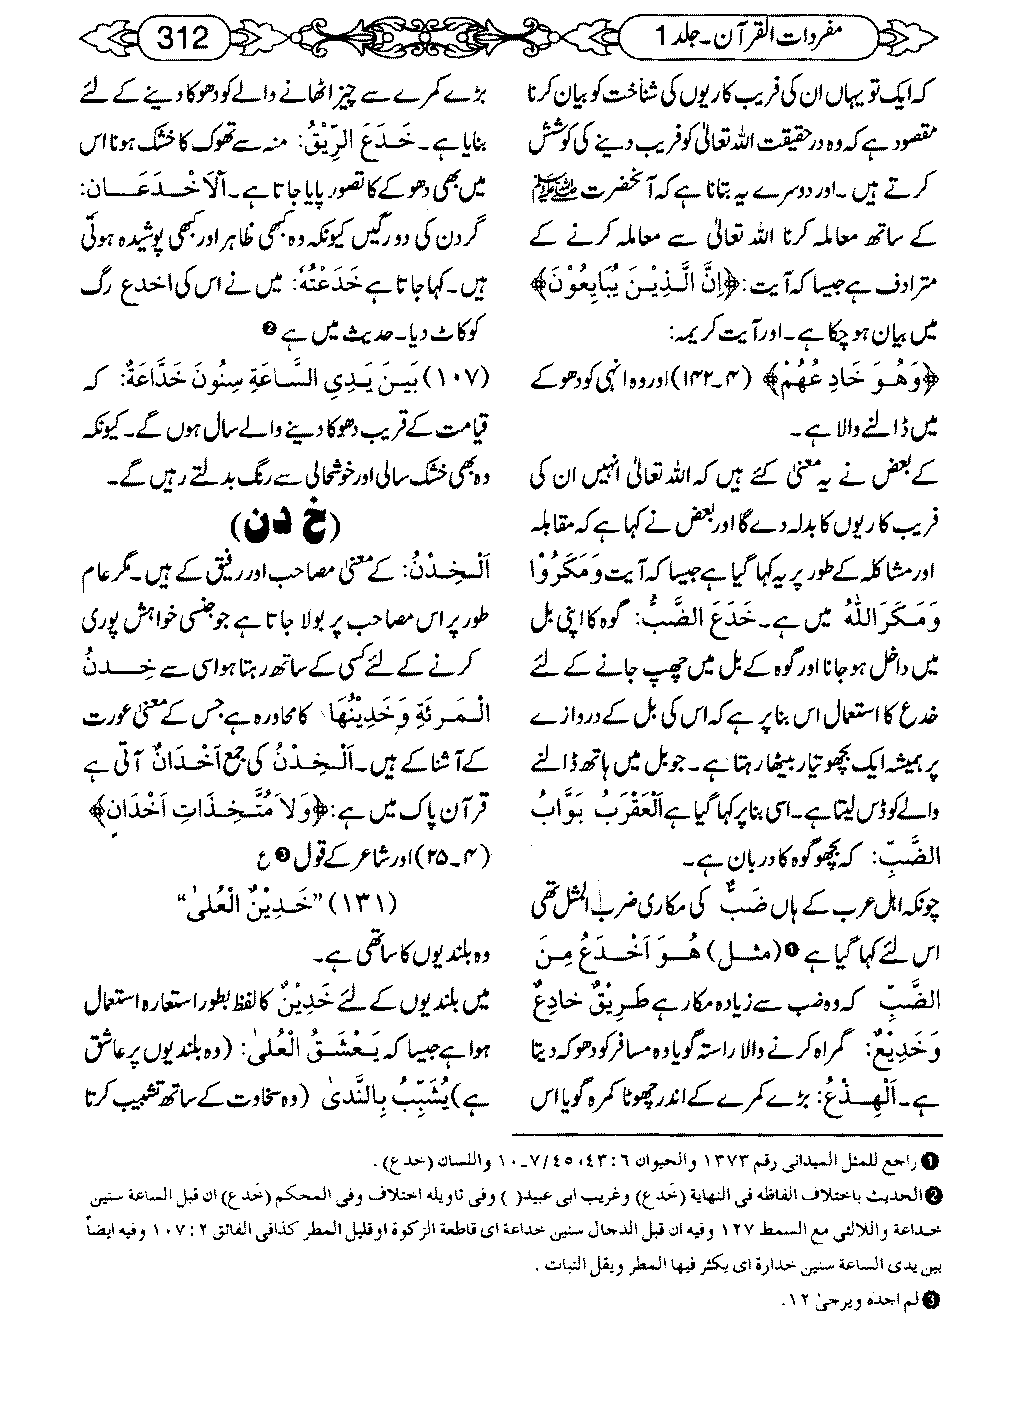 مفردات القرآن ۔ جلد 1
312
کہ ایک تو یہاں ان کی فریب کاریوں کی شناخت کو بیان کرنا
مقصود ہے کہ وہ درحقیقت اللہ تعالیٰ کو فریب دینے کی کوشش
کرتے ہیں ۔ اور دوسرے یہ بتانا ہے کہ آنحضرت ﷺ
کے ساتھ معاملہ کرنا اللہ تعالیٰ سے معاملہ کرنے کے
مترادف ہے جیسا کہ آیت: ﴿اِنَّ الَّذِیْنَ یُبَایِعُوْنَ﴾
میں بیان ہوچکا ہے۔ اور آیت کریمہ:
﴿وَهُوَ خَادِعُهُمْ﴾ (۴۔۱۴۲) اور وہ انہی کو دھوکے
میں ڈالنے والا ہے۔
کے بعض نے یہ معنی کئے ہیں کہ اللہ تعالیٰ انہیں ان کی
فریب کاریوں کا بدلہ دے گا اور بعض نے کہا ہے کہ مقابلہ
اور مشاکلہ کے طور پر یہ کہا گیا ہے جیسا کہ آیت وَمَکَرُوْا
وَمَکَرَ اللّٰهُ میں ہے۔ خَدَعَ الضَّبُّ: گوہ کا اپنی بل
میں داخل ہوجانا اور گوہ کے بل میں چھپ جانے کے لئے
خدع کا استعمال اس بنا پر ہے کہ اس کی بل کے دروازے
پر ہمیشہ ایک بچھو تیار بیٹھا رہتا ہے۔ جو بل میں ہاتھ ڈالنے
والے کو ڈس لیتا ہے۔ اسی بنا پر کہا گیا ہے اَلْعَقْرَبُ بَوَّابُ
الضَّبِّ: کہ بچھو گوہ کا دربان ہے۔
چونکہ اہل عرب کے ہاں ضَبٌّ کی مکاری ضرب المثل تھی
اس لئے کہا گیا ہے ❶ (مثل) هُوَ اَخْدَعُ مِنَ
الضَّبِّ کہ وہ ضب سے زیادہ مکار ہے طَرِیْقٌ خَادِعٌ
وَخَدِیْعٌ: گمراہ کرنے والا راستہ گویا وہ مسافر کو دھوکہ دیتا
ہے۔ اَلْمِخْدَعُ: بڑے کمرے کے اندر چھوٹا کمرہ گویا اس
بڑے کمرے سے چیز اٹھانے والے کو دھوکا دینے کے لئے
بنایا ہے۔ خَدَعَ الرِّیْقُ: منہ سے تھوک کا خشک ہونا اس
میں بھی دھوکے کا تصور پایا جاتا ہے۔ اَلْاَخْدَعَانِ:
گردن کی دو رگیں کیونکہ وہ کبھی ظاہر اور کبھی پوشیدہ ہوتی
ہیں۔ کہا جاتا ہے خَدَعْتُهٗ: میں نے اس کی اخدع رگ
کو کاٹ دیا۔ حدیث میں ہے ❷
(۱۰۷) بَیْنَ یَدِیِ السَّاعَةِ سِنُوْنَ خَدَّاعَةٌ: کہ
قیامت کے قریب دھوکا دینے والے سال ہوں گے۔ کیونکہ
وہ بھی خشک سالی اور خوشحالی سے رنگ بدلتے رہیں گے۔
(خ د ن)
اَلْخِدْنُ: کے معنی مصاحب اور رفیق کے ہیں۔ مگر عام
طور پر اس مصاحب پر بولا جاتا ہے جو جنسی خواہش پوری
کرنے کے لئے کسی کے ساتھ رہتا ہو اسی سے خِدْنُ
الْمَرْئَةِ وَخَدِیْنُهَا کا محاورہ ہے جس کے معنی عورت
کے آشنا کے ہیں۔ اَلْخِدْنُ کی جمع اَخْدَانٌ آتی ہے
قرآن پاک میں ہے: ﴿وَلَا مُتَّخِذَاتِ اَخْدَانٍ﴾
(۴۔۲۵) اور شاعر کے قول ❸ ع
(۱۳۱) ”خَدِیْنُ الْعُلیٰ“
وہ بلندیوں کا ساتھی ہے۔
میں بلندیوں کے لئے خَدِیْنٌ کا لفظ بطور استعارہ استعمال
ہوا ہے جیسا کہ یَعْشَقُ الْعُلیٰ: (وہ بلندیوں پر عاشق
ہے) یُشَبِّبُ بِالنَّدیٰ (وہ سخاوت کے ساتھ تشبیب کرتا
❶ راجع للمثل المیدانی رقم ۱۳۷۳ والحیوان ۶ : ۴۳، ۴۵ / ۷ ۔ ۱۰ واللسان (خدع) .
❷ الحدیث باختلاف الفاظه فی النهایة (خدع) وغریب ابی عبید( ) وفی تاویله اختلاف وفی المحکم (خدع) ان قبل الساعة سنین
خداعة واللالئی مع السمط ۱۲۷ وفیه ان قبل الدجال سنین خداعة ای قاطعة الزکوة او قلیل المطر کذافی الفائق ۲ : ۱۰۷ وفیه ایضاً
بین یدی الساعة سنین خدارة ای یکثر فیها المطر ویقل النبات .
❸ لم اجده ویرجیٰ ۱۲.